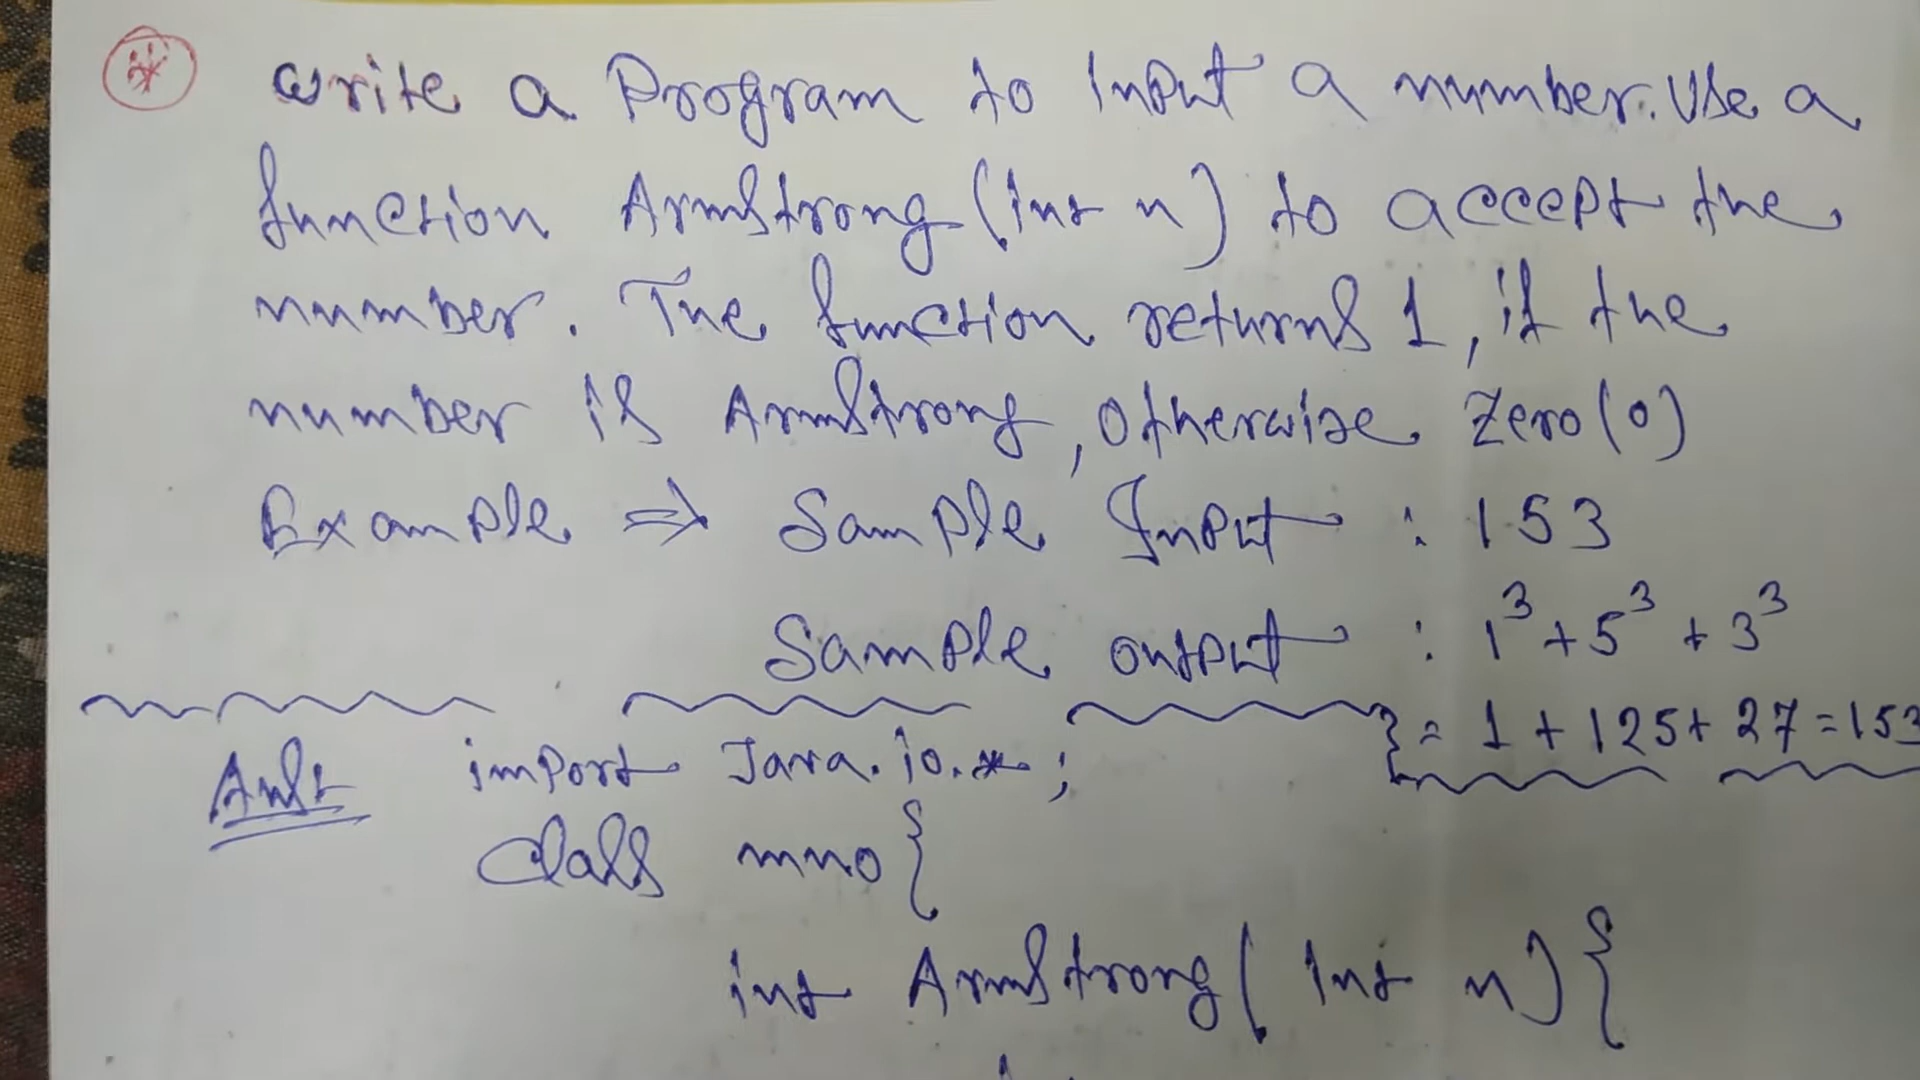 * Write a Program to Input a number. Use a
function Armstrong (int n) to accept the
number. The function returns 1, if the
number is Armstrong, Otherwise Zero(0)
Example ⇒ Sample Input : 153
Sample output : 1³ + 5³ + 3³
= 1 + 125 + 27 = 153
Ans: import Java.io.*;
Class mno{
int Armstrong( Int n) {